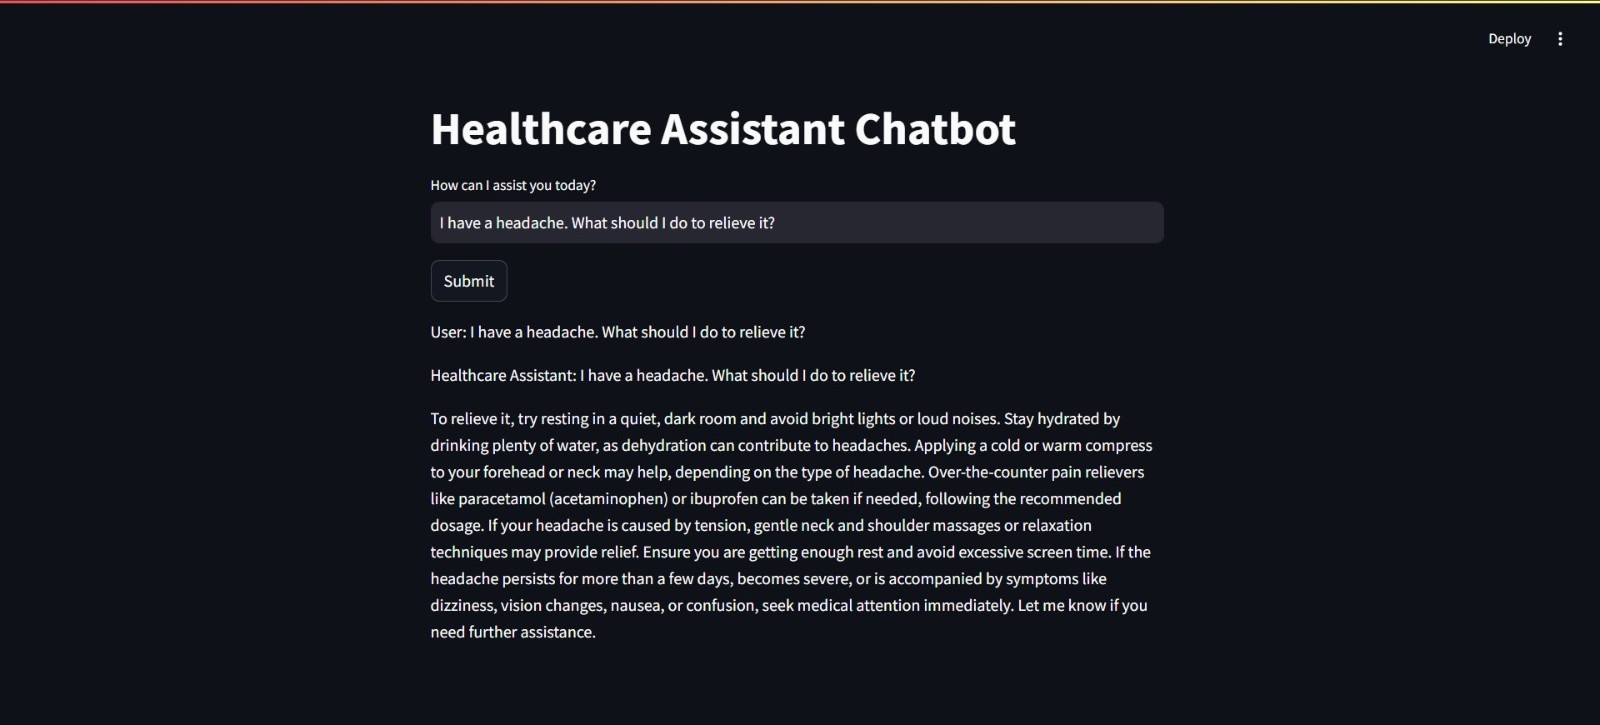 Deploy
Healthcare Assistant Chatbot
How can I assist you today?
I have a headache. What should I do to relieve it?
Submit
User: I have a headache. What should I do to relieve it?
Healthcare Assistant: I have a headache. What should I do to relieve it?
To relieve it, try resting in a quiet, dark room and avoid bright lights or loud noises. Stay hydrated by
drinking plenty of water, as dehydration can contribute to headaches. Applying a cold or warm compress
to your forehead or neck may help, depending on the type of headache. Over-the-counter pain relievers
like paracetamol (acetaminophen) or ibuprofen can be taken if needed, following the recommended
dosage. If your headache is caused by tension, gentle neck and shoulder massages or relaxation
techniques may provide relief. Ensure you are getting enough rest and avoid excessive screen time. If the
headache persists for more than a few days, becomes severe, or is accompanied by symptoms like
dizziness, vision changes, nausea, or confusion, seek medical attention immediately. Let me know if you
need further assistance.